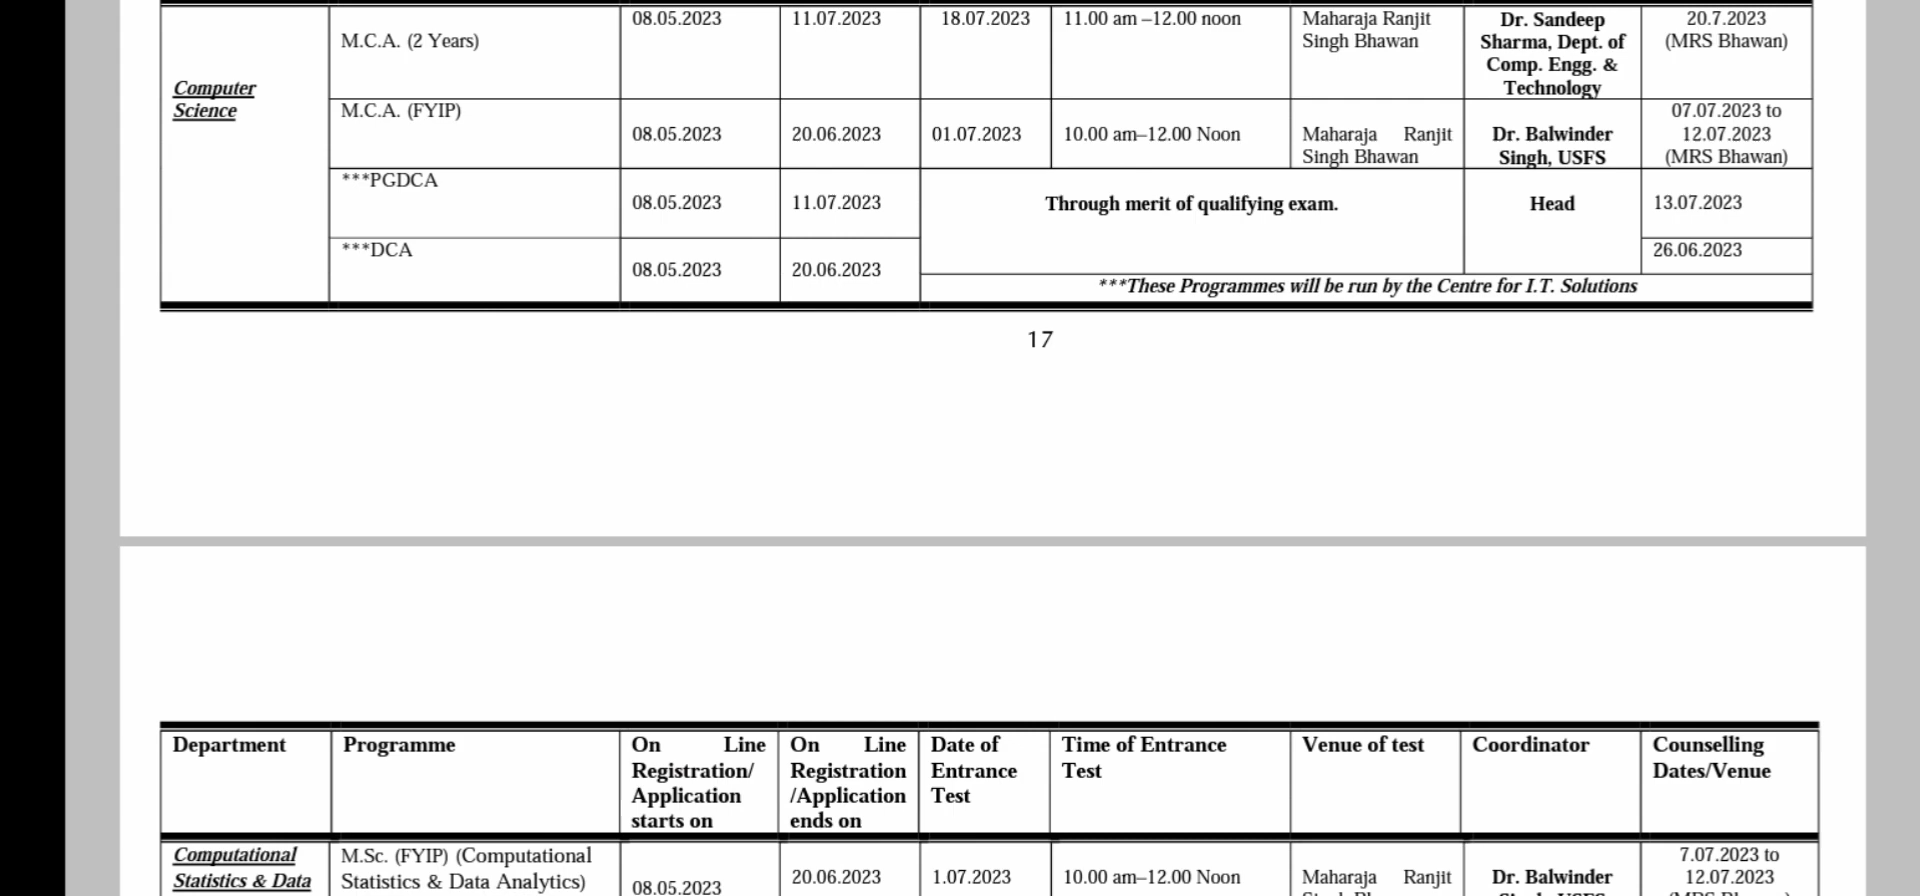 08.05.2023 11.07.2023 18.07.2023 11.00 am –12.00 noon Maharaja Ranjit Dr. Sandeep 20.7.2023
M.C.A. (2 Years) Singh Bhawan Sharma, Dept. of (MRS Bhawan)
Comp. Engg. &
Computer Technology
Science M.C.A. (FYIP) 07.07.2023 to
08.05.2023 20.06.2023 01.07.2023 10.00 am–12.00 Noon Maharaja Ranjit Dr. Balwinder 12.07.2023
Singh Bhawan Singh, USFS (MRS Bhawan)
***PGDCA
08.05.2023 11.07.2023 Through merit of qualifying exam. Head 13.07.2023
***DCA 26.06.2023
08.05.2023 20.06.2023
***These Programmes will be run by the Centre for I.T. Solutions
17
Department Programme On Line On Line Date of Time of Entrance Venue of test Coordinator Counselling
Registration/ Registration Entrance Test Dates/Venue
Application /Application Test
starts on ends on
Computational M.Sc. (FYIP) (Computational 7.07.2023 to
Statistics & Data Statistics & Data Analytics) 08.05.2023 20.06.2023 1.07.2023 10.00 am–12.00 Noon Maharaja Ranjit Dr. Balwinder 12.07.2023